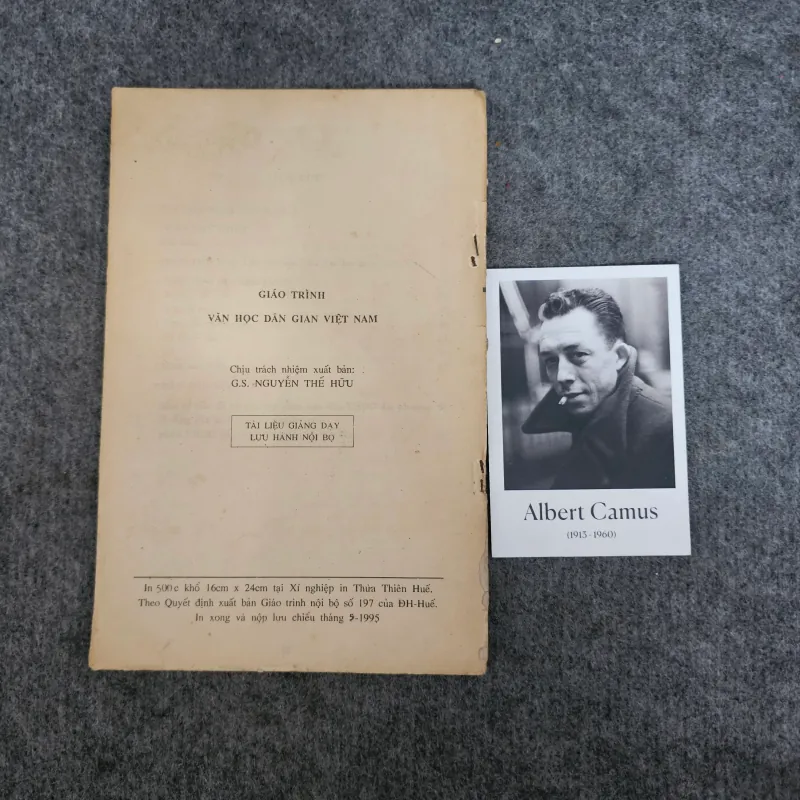 GIÁO TRÌNH
VĂN HỌC DÂN GIAN VIỆT NAM
Chịu trách nhiệm xuất bản:
G.S. NGUYỄN THẾ HỮU
TÀI LIỆU GIẢNG DẠY
LƯU HÀNH NỘI BỘ
In 500c khổ 16cm x 24cm tại Xí nghiệp in Thừa Thiên Huế.
Theo Quyết định xuất bản Giáo trình nội bộ số 197 của ĐH-Huế.
In xong và nộp lưu chiểu tháng 5-1995
Albert Camus
(1913-1960)